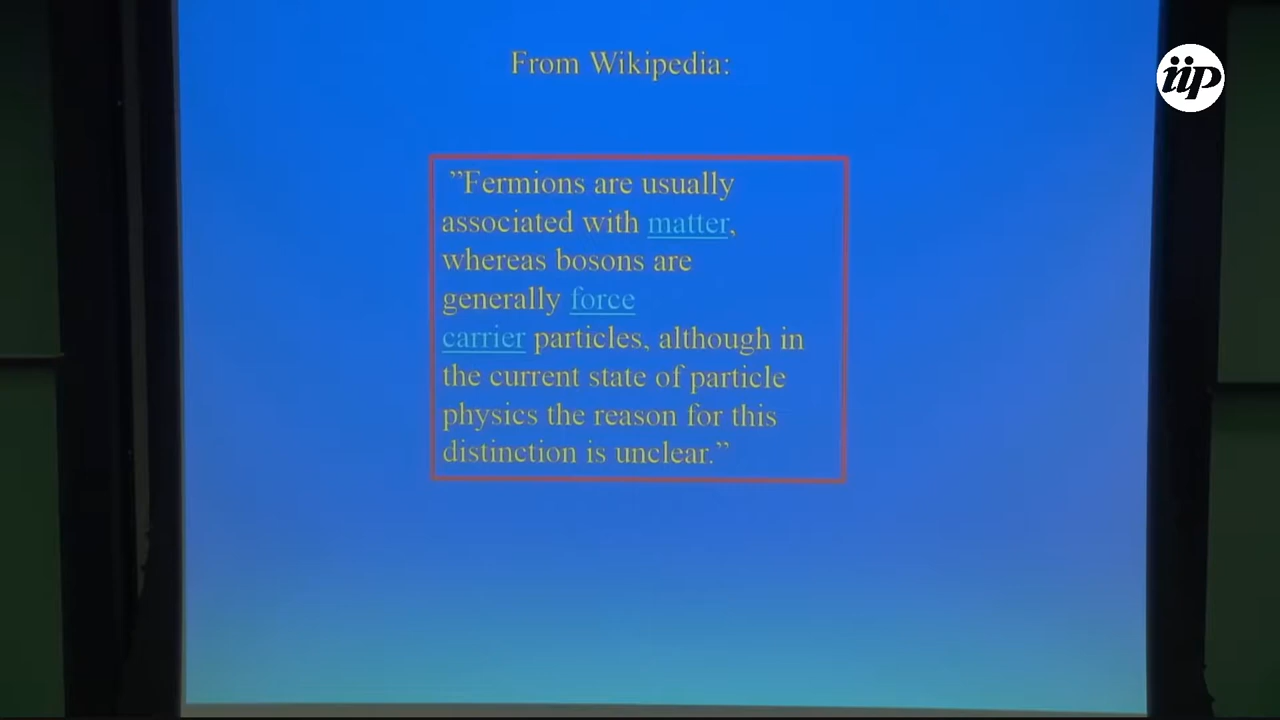 From Wikipedia:
iip
”Fermions are usually
associated with matter,
whereas bosons are
generally force
carrier particles, although in
the current state of particle
physics the reason for this
distinction is unclear.”